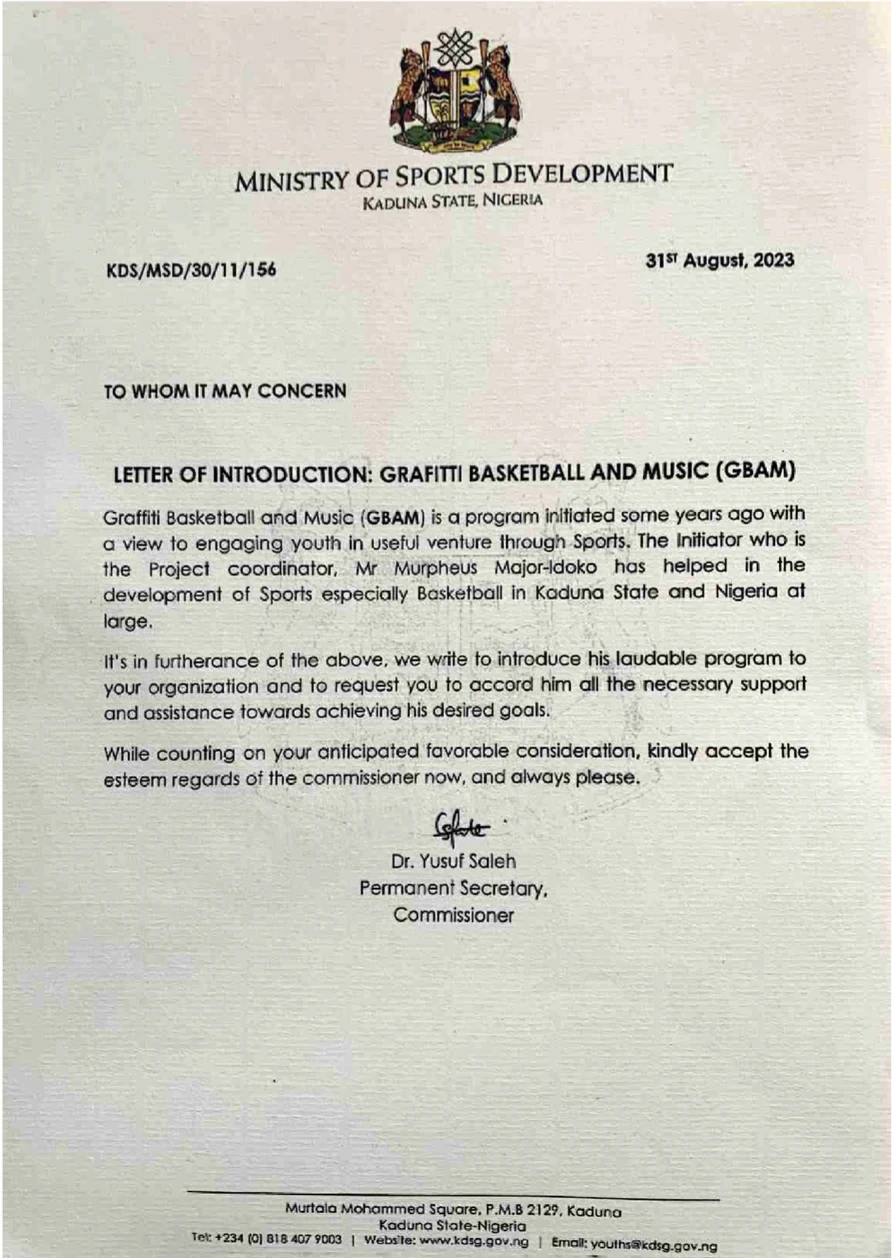 MINISTRY OF SPORTS DEVELOPMENT
KADUNA STATE, NIGERIA
KDS/MSD/30/11/156
31ST August, 2023
TO WHOM IT MAY CONCERN
LETTER OF INTRODUCTION: GRAFITTI BASKETBALL AND MUSIC (GBAM)
Graffiti Basketball and Music (GBAM) is a program initiated some years ago with
a view to engaging youth in useful venture through Sports. The Initiator who is
the Project coordinator, Mr Murpheus Major-Idoko has helped in the
development of Sports especially Basketball in Kaduna State and Nigeria at
large.
It's in furtherance of the above, we write to introduce his laudable program to
your organization and to request you to accord him all the necessary support
and assistance towards achieving his desired goals.
While counting on your anticipated favorable consideration, kindly accept the
esteem regards of the commissioner now, and always please.
Dr. Yusuf Saleh
Permanent Secretary,
Commissioner
Murtala Mohammed Square, P.M.B 2129, Kaduna
Kaduna State-Nigeria
Tel: +234 (0) 818 407 9003 | Website: www.kdsg.gov.ng | Email: youths@kdsg.gov.ng